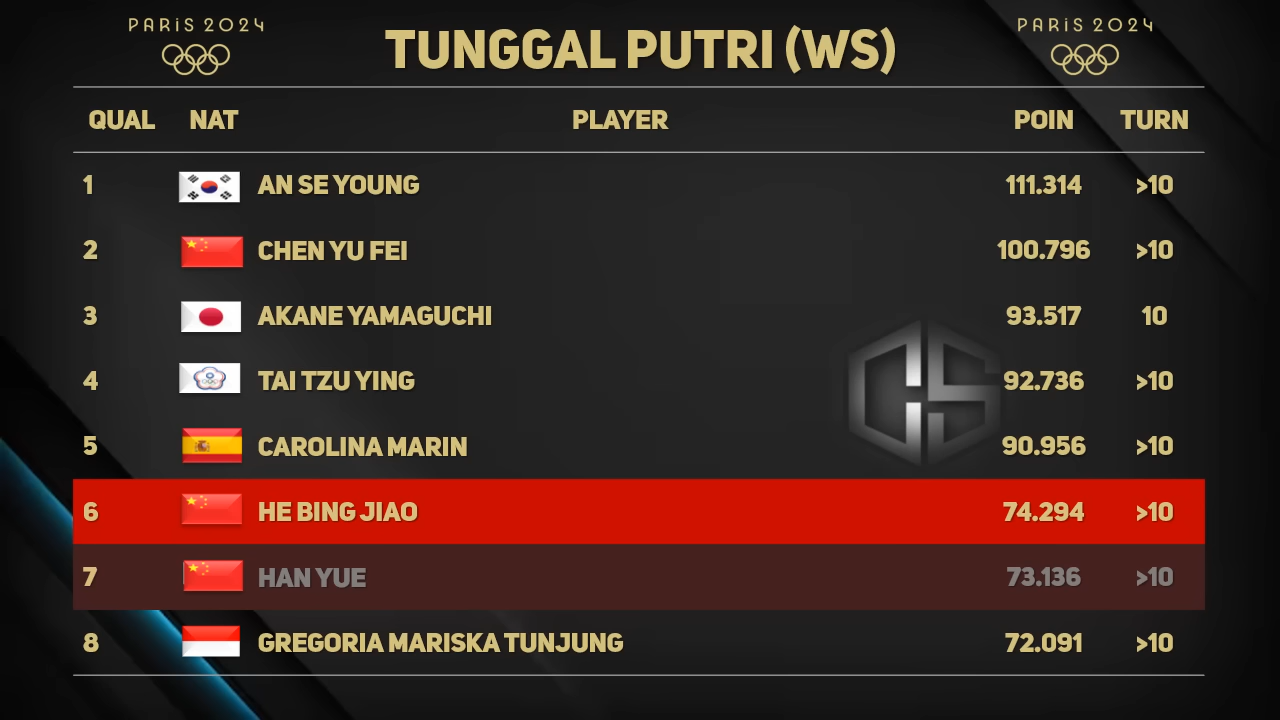 PARIS 2024 TUNGGAL PUTRI (WS) PARIS 2024
QUAL NAT PLAYER POIN TURN
1 AN SE YOUNG 111.314 >10
2 CHEN YU FEI 100.796 >10
3 AKANE YAMAGUCHI 93.517 10
4 TAI TZU YING 92.736 >10
5 CAROLINA MARIN 90.956 >10
6 HE BING JIAO 74.294 >10
7 HAN YUE 73.136 >10
8 GREGORIA MARISKA TUNJUNG 72.091 >10
CS